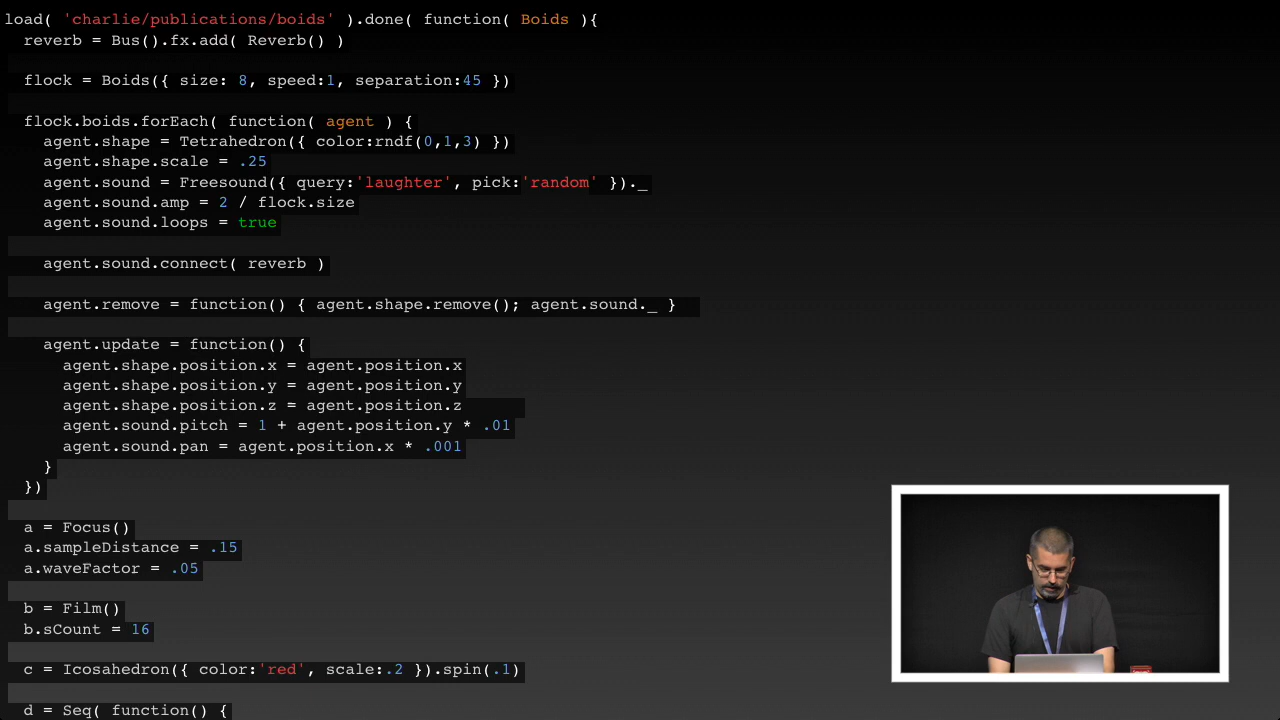 load( 'charlie/publications/boids' ).done( function( Boids ){
reverb = Bus().fx.add( Reverb() )
flock = Boids({ size: 8, speed:1, separation:45 })
flock.boids.forEach( function( agent ) {
agent.shape = Tetrahedron({ color:rndf(0,1,3) })
agent.shape.scale = .25
agent.sound = Freesound({ query:'laughter', pick:'random' })._
agent.sound.amp = 2 / flock.size
agent.sound.loops = true
agent.sound.connect( reverb )
agent.remove = function() { agent.shape.remove(); agent.sound._ }
agent.update = function() {
agent.shape.position.x = agent.position.x
agent.shape.position.y = agent.position.y
agent.shape.position.z = agent.position.z
agent.sound.pitch = 1 + agent.position.y * .01
agent.sound.pan = agent.position.x * .001
}
})
a = Focus()
a.sampleDistance = .15
a.waveFactor = .05
b = Film()
b.sCount = 16
c = Icosahedron({ color:'red', scale:.2 }).spin(.1)
d = Seq( function() {